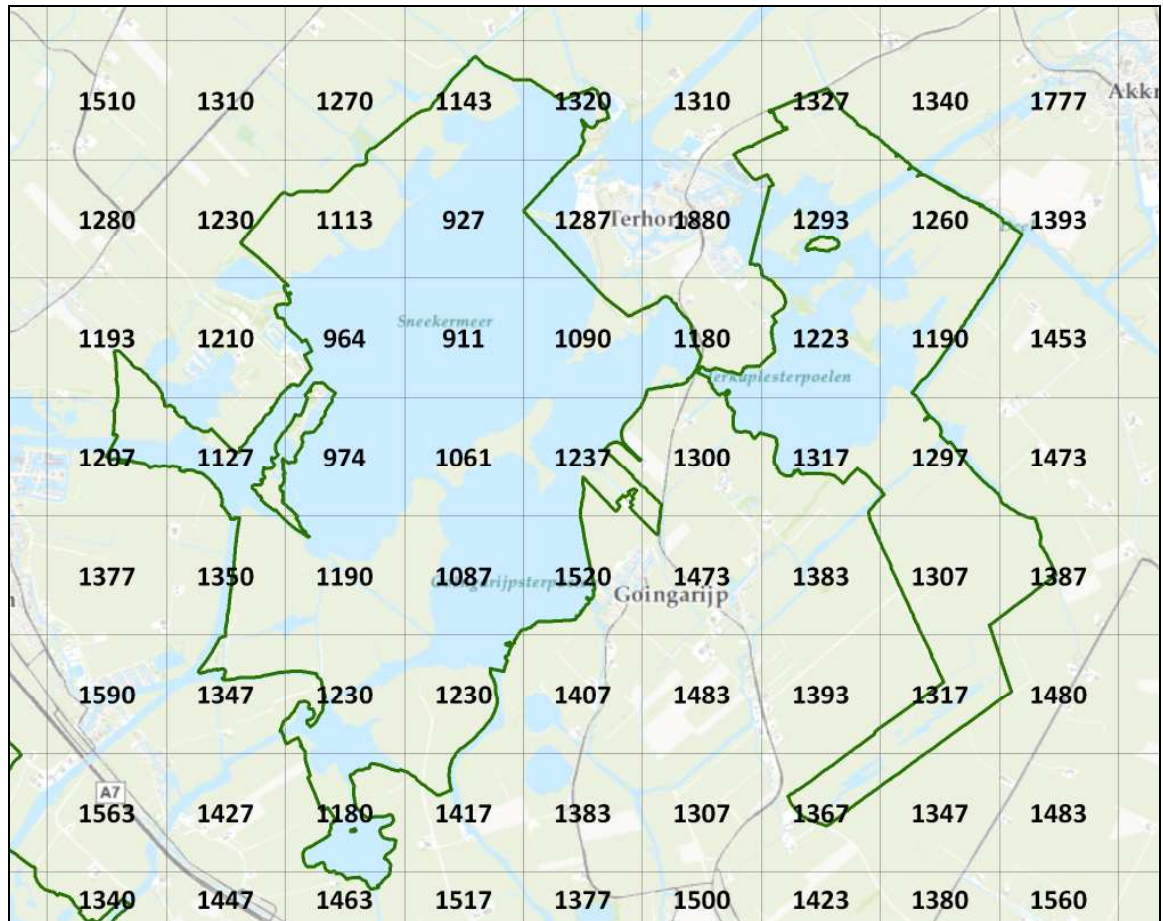 1510 1310 1270 1143 1320 1310 1327 1340 1777
1280 1230 1113 927 1287 1880 1293 1260 1393
Sneekermeer
1193 1210 964 911 1090 1180 1223 1190 1453
1207 1127 974 1061 1237 1300 1317 1297 1473
1377 1350 1190 1087 1520 1473 1383 1307 1387
Goingarijp
1590 1347 1230 1230 1407 1483 1393 1317 1480
A7
1563 1427 1180 1417 1383 1307 1367 1347 1483
1340 1447 1463 1517 1377 1500 1423 1380 1560